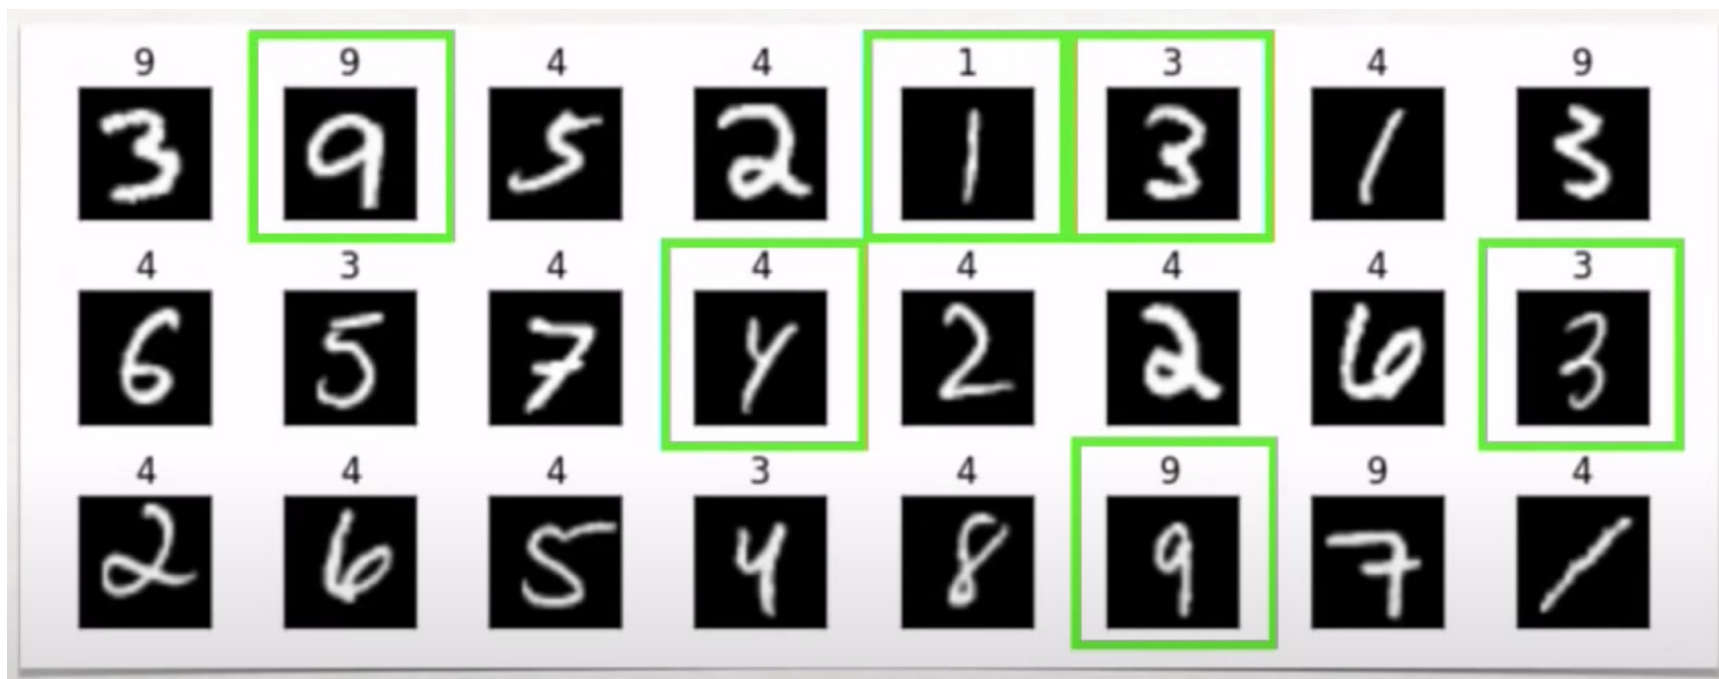 9 9 4 4 1 3 4 9
3 9 5 2 1 3 1 3
4 3 4 4 4 4 4 3
6 5 7 4 2 2 6 3
4 4 4 3 4 9 9 4
2 6 5 4 8 9 7 1